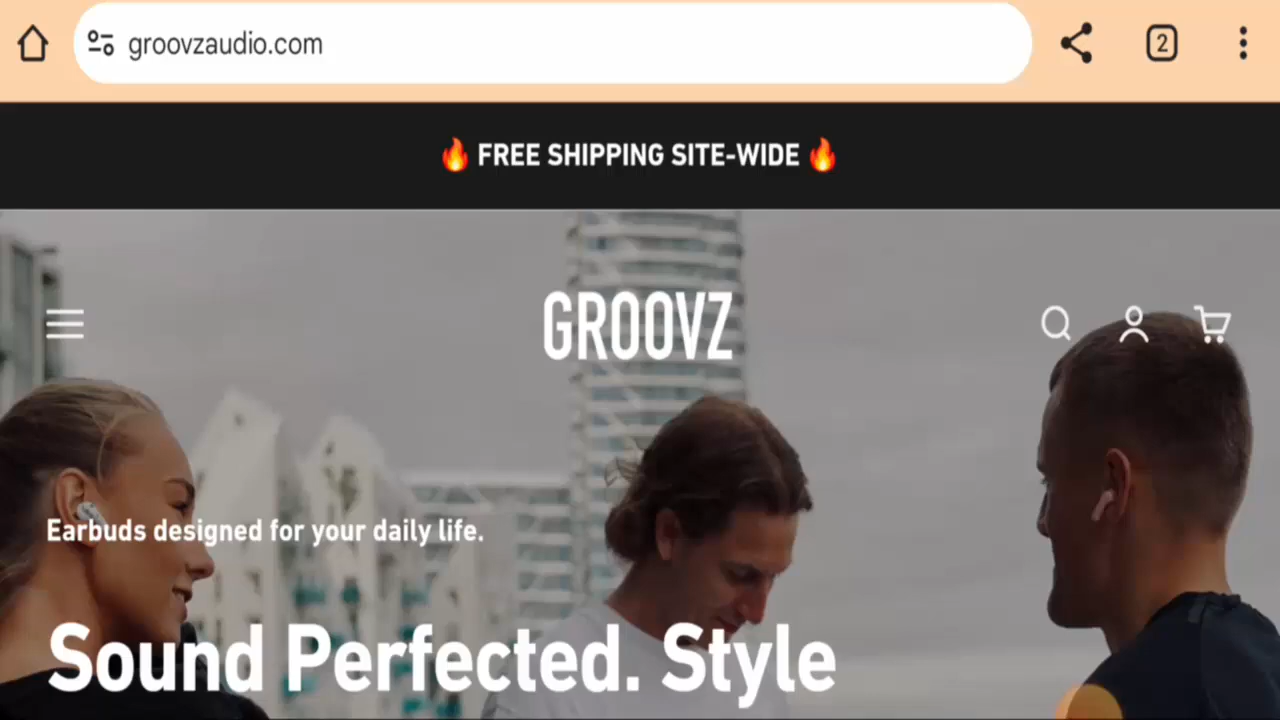 groovzaudio.com
2
🔥 FREE SHIPPING SITE-WIDE 🔥
GROOVZ
Earbuds designed for your daily life.
Sound Perfected. Style